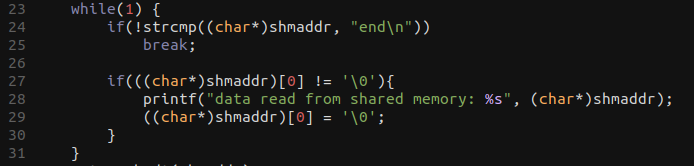 23 while(1) {
24 if(!strcmp((char*)shmaddr, "end\n"))
25 break;
26
27 if(((char*)shmaddr)[0] != '\0'){
28 printf("data read from shared memory: %s", (char*)shmaddr);
29 ((char*)shmaddr)[0] = '\0';
30 }
31 }